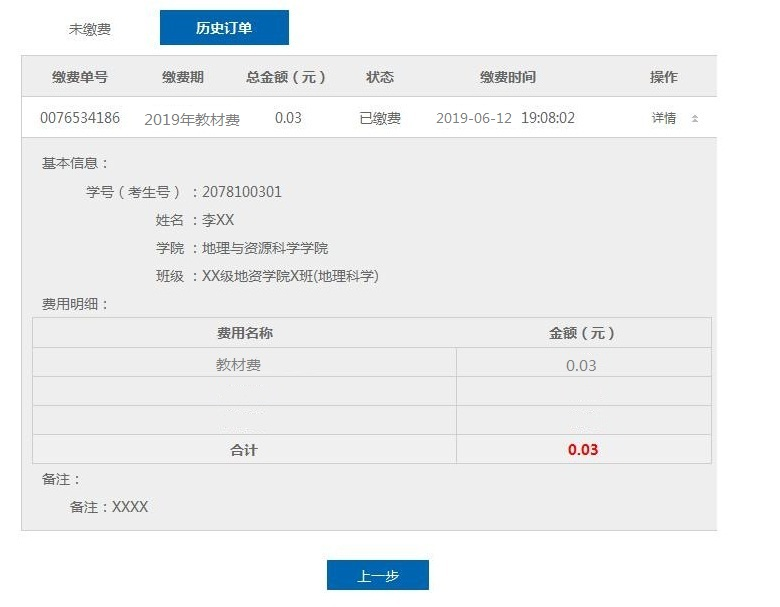 未缴费 历史订单
缴费单号 缴费期 总金额（元） 状态 缴费时间 操作
0076534186 2019年教材费 0.03 已缴费 2019-06-12 19:08:02 详情
基本信息：
学号（考生号）：2078100301
姓名 ：李XX
学院 ：地理与资源科学学院
班级 ：XX级地资学院X班(地理科学)
费用明细：
费用名称 金额（元）
教材费 0.03
合计 0.03
备注：
备注：XXXX
上一步